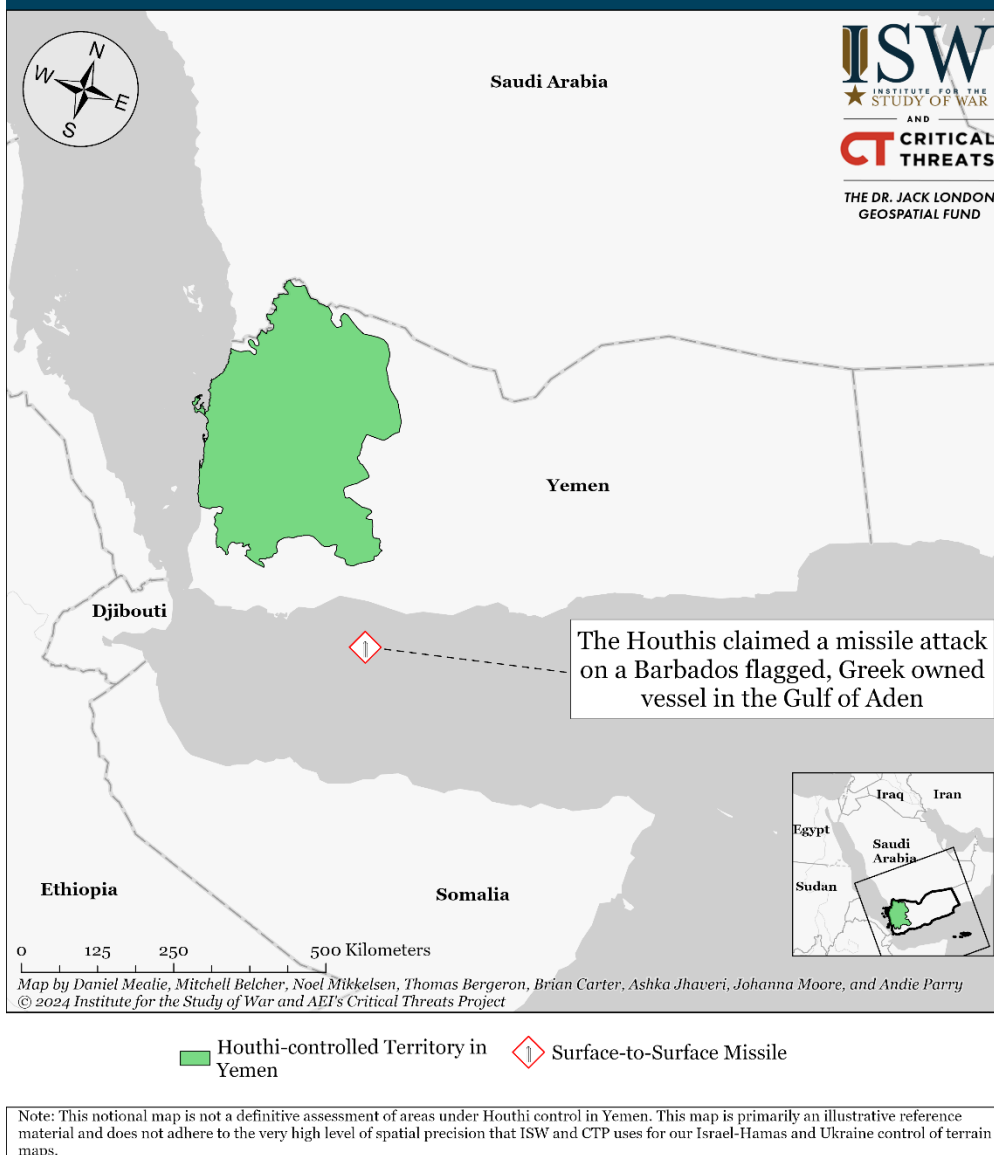 N
W
E
S
Saudi Arabia
ISW
INSTITUTE FOR THE
STUDY OF WAR
AND
CT CRITICAL
THREATS
THE DR. JACK LONDON
GEOSPATIAL FUND
Yemen
Djibouti
The Houthis claimed a missile attack
on a Barbados flagged, Greek owned
vessel in the Gulf of Aden
Iraq
Iran
Egypt
Saudi
Arabia
Sudan
Ethiopia
Somalia
0 125 250 500 Kilometers
Map by Daniel Mealie, Mitchell Belcher, Noel Mikkelsen, Thomas Bergeron, Brian Carter, Ashka Jhaveri, Johanna Moore, and Andie Parry
© 2024 Institute for the Study of War and AEI's Critical Threats Project
Houthi-controlled Territory in
Yemen
Surface-to-Surface Missile
Note: This notional map is not a definitive assessment of areas under Houthi control in Yemen. This map is primarily an illustrative reference
material and does not adhere to the very high level of spatial precision that ISW and CTP uses for our Israel-Hamas and Ukraine control of terrain
maps.